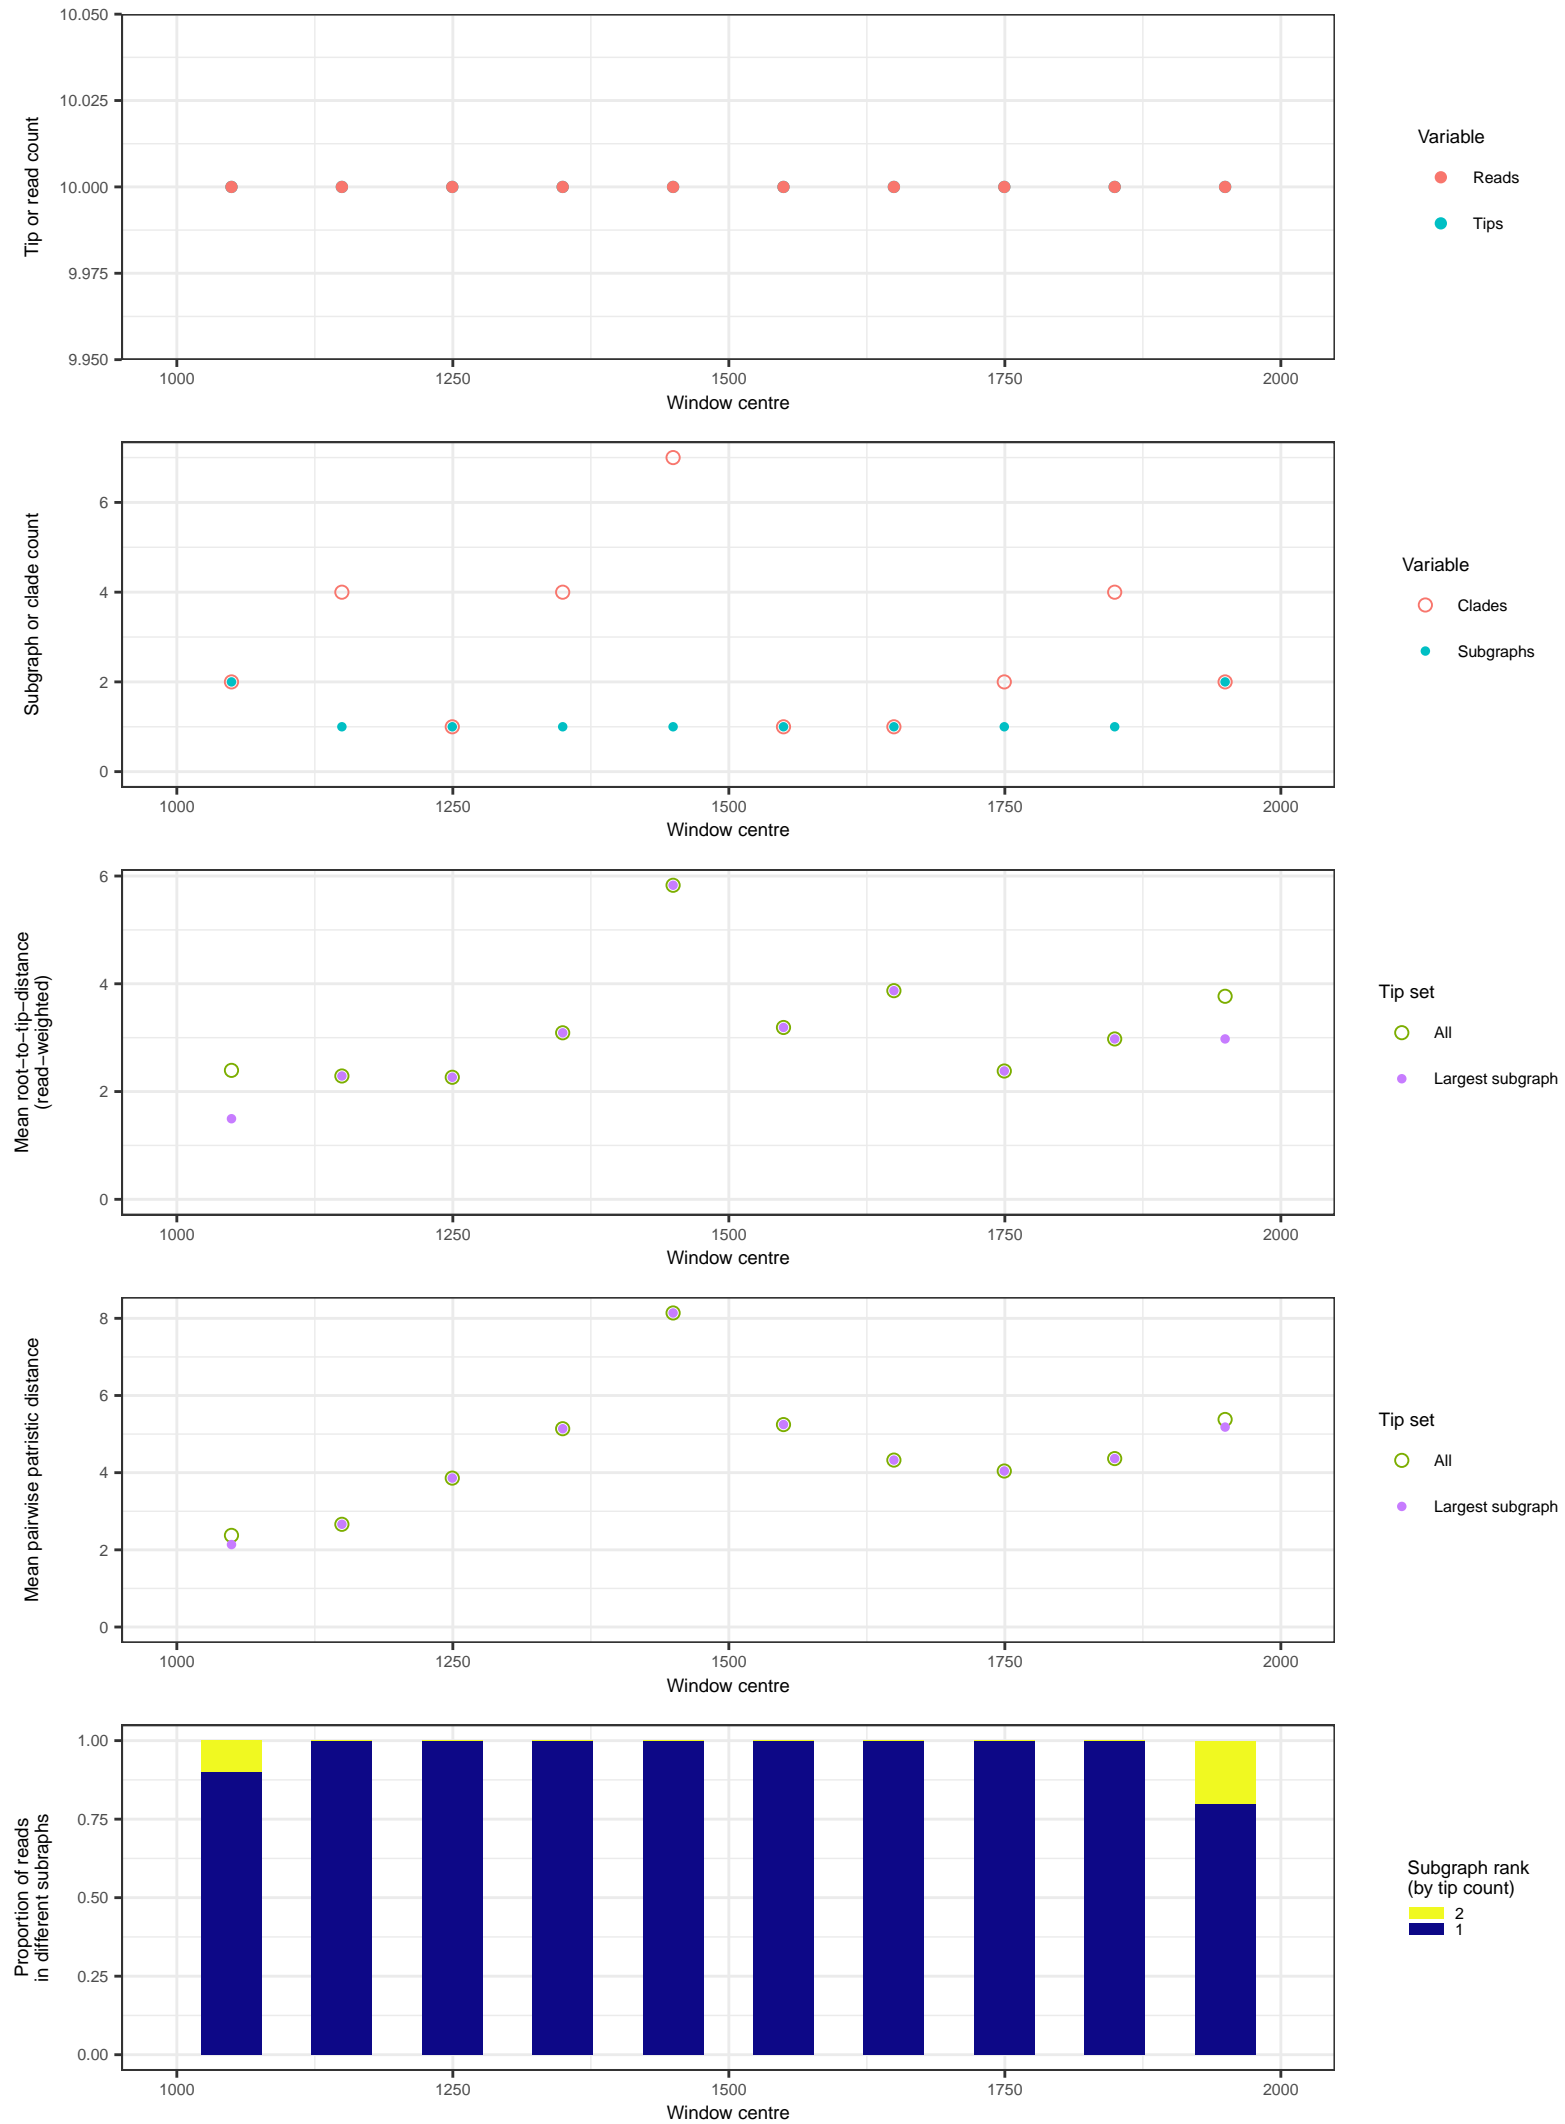 10.050
10.025
10.000
9.975
9.950
Tip or read count
1000 1250 1500 1750 2000
Window centre
Variable
Reads
Tips
6
4
2
0
Subgraph or clade count
1000 1250 1500 1750 2000
Window centre
Variable
Clades
Subgraphs
6
4
2
0
Mean root−to−tip−distance
(read−weighted)
1000 1250 1500 1750 2000
Window centre
Tip set
All
Largest subgraph
8
6
4
2
0
Mean pairwise patristic distance
1000 1250 1500 1750 2000
Window centre
Tip set
All
Largest subgraph
1.00
0.75
0.50
0.25
0.00
Proportion of reads
in different subraphs
1000 1250 1500 1750 2000
Window centre
Subgraph rank
(by tip count)
2
1